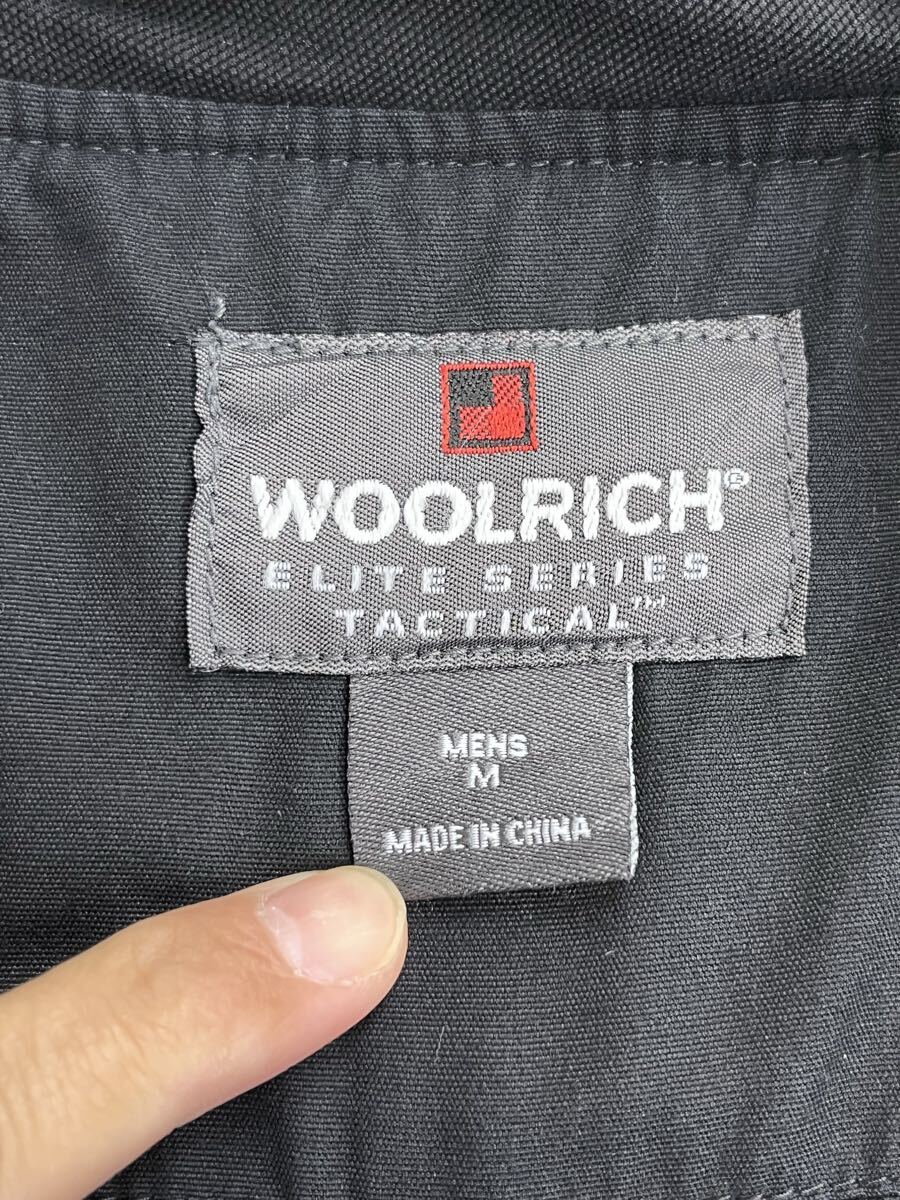 WOOLRICH®
ELITE SERIES
TACTICAL™
MENS
M
MADE IN CHINA